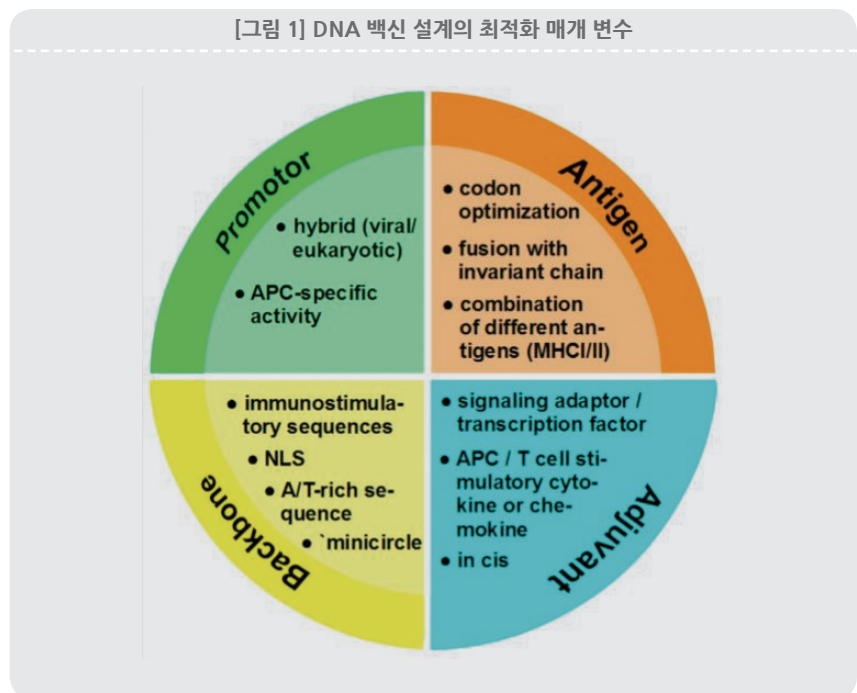 [그림 1] DNA 백신 설계의 최적화 매개 변수
Promotor
● hybrid (viral/
eukaryotic)
● APC-specific
activity
Antigen
● codon
optimization
● fusion with
invariant chain
● combination
of different an-
tigens (MHCI/II)
Backbone
● immunostimula-
tory sequences
● NLS
● A/T-rich se-
quence
● `minicircle
Adjuvant
● signaling adaptor /
transcription factor
● APC / T cell sti-
mulatory cyto-
kine or che-
mokine
● in cis